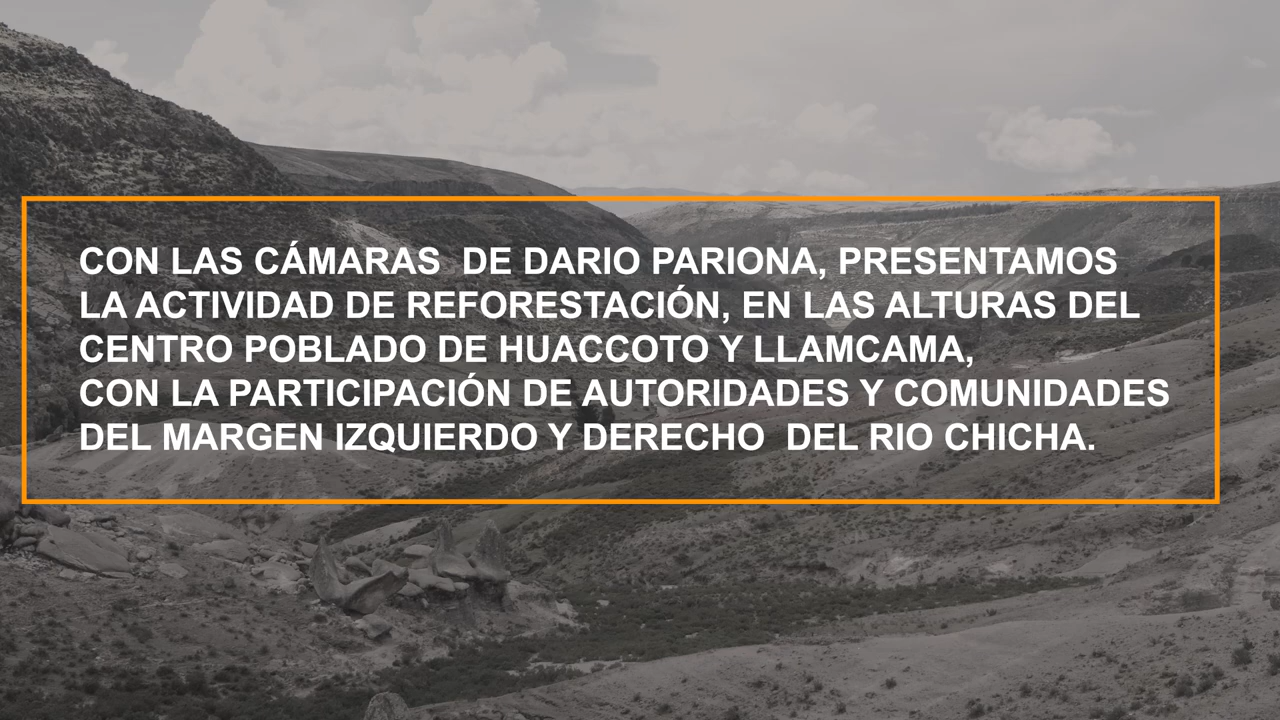 CON LAS CÁMARAS  DE DARIO PARIONA, PRESENTAMOS
LA ACTIVIDAD DE REFORESTACIÓN, EN LAS ALTURAS DEL
CENTRO POBLADO DE HUACCOTO Y LLAMCAMA,
CON LA PARTICIPACIÓN DE AUTORIDADES Y COMUNIDADES
DEL MARGEN IZQUIERDO Y DERECHO  DEL RIO CHICHA.